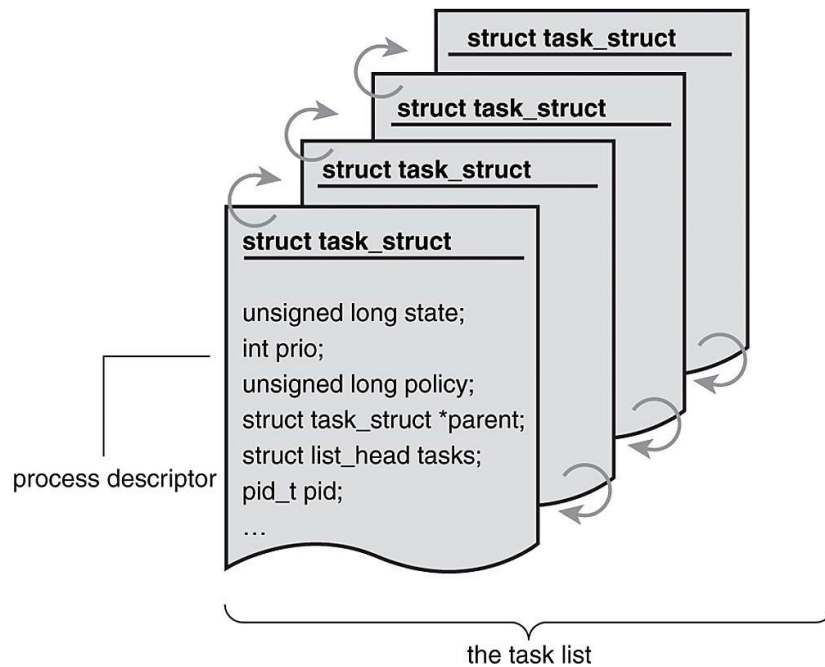 struct task_struct
struct task_struct
struct task_struct
struct task_struct
unsigned long state;
int prio;
unsigned long policy;
struct task_struct *parent;
struct list_head tasks;
pid_t pid;
...
process descriptor
the task list